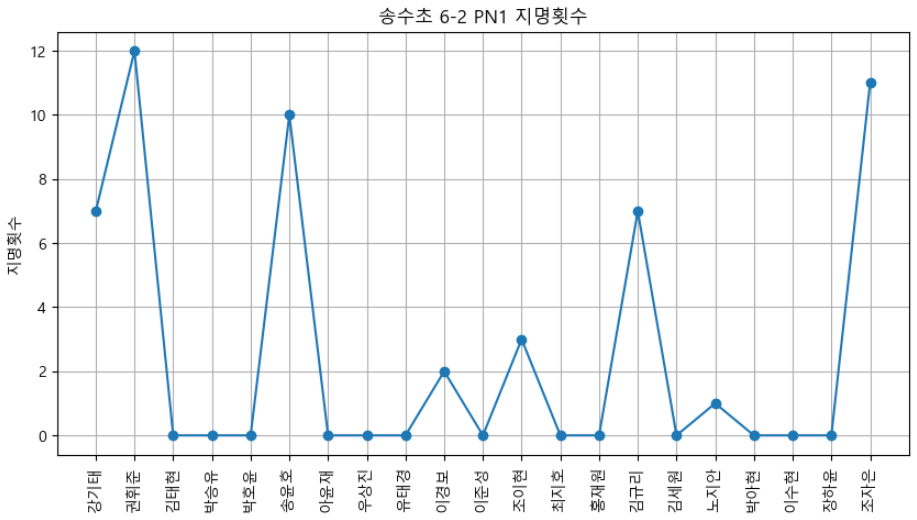 송수초 6-2 PN1 지명횟수
지명횟수
12
10
8
6
4
2
0
강기태
권휘준
김태현
박승유
박호윤
송윤호
아윤재
우상진
유태경
이경보
이준성
조이현
최지호
홍재원
김규리
김세원
노지안
박아현
이수현
장하윤
조자은